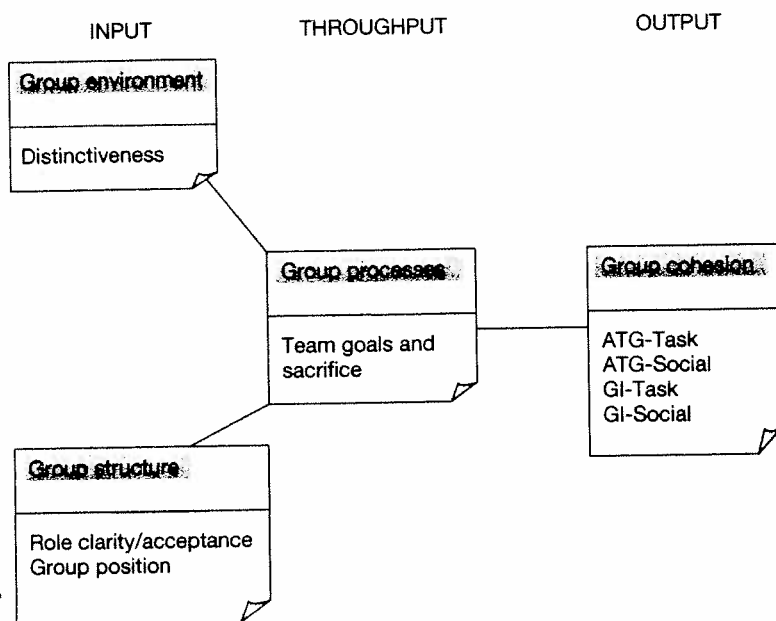 INPUT
THROUGHPUT
OUTPUT
Group environment
Distinctiveness
Group processes
Team goals and
sacrifice
Group cohesion
ATG-Task
ATG-Social
GI-Task
GI-Social
Group structure
Role clarity/acceptance
Group position